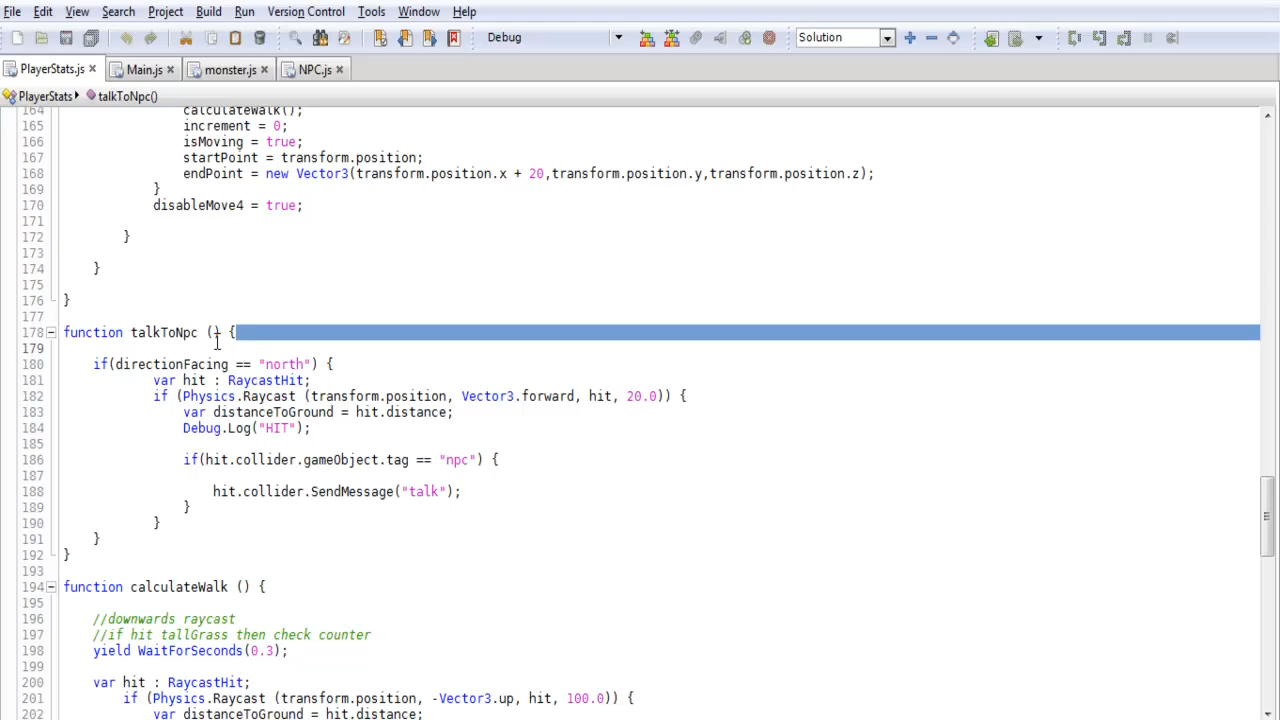 File Edit View Search Project Build Run Version Control Tools Window Help
Debug Solution
PlayerStats.js Main.js monster.js NPC.js
PlayerStats talkToNpc()
164 calculateWalk();
165 increment = 0;
166 isMoving = true;
167 startPoint = transform.position;
168 endPoint = new Vector3(transform.position.x + 20,transform.position.y,transform.position.z);
169 }
170 disableMove4 = true;
171
172 }
173
174 }
175
176 }
177
178 function talkToNpc () {
179
180 if(directionFacing == "north") {
181 var hit : RaycastHit;
182 if (Physics.Raycast (transform.position, Vector3.forward, hit, 20.0)) {
183 var distanceToGround = hit.distance;
184 Debug.Log("HIT");
185
186 if(hit.collider.gameObject.tag == "npc") {
187
188 hit.collider.SendMessage("talk");
189 }
190 }
191 }
192 }
193
194 function calculateWalk () {
195
196 //downwards raycast
197 //if hit tallGrass then check counter
198 yield WaitForSeconds(0.3);
199
200 var hit : RaycastHit;
201 if (Physics.Raycast (transform.position, -Vector3.up, hit, 100.0)) {
202 var distanceToGround = hit.distance;